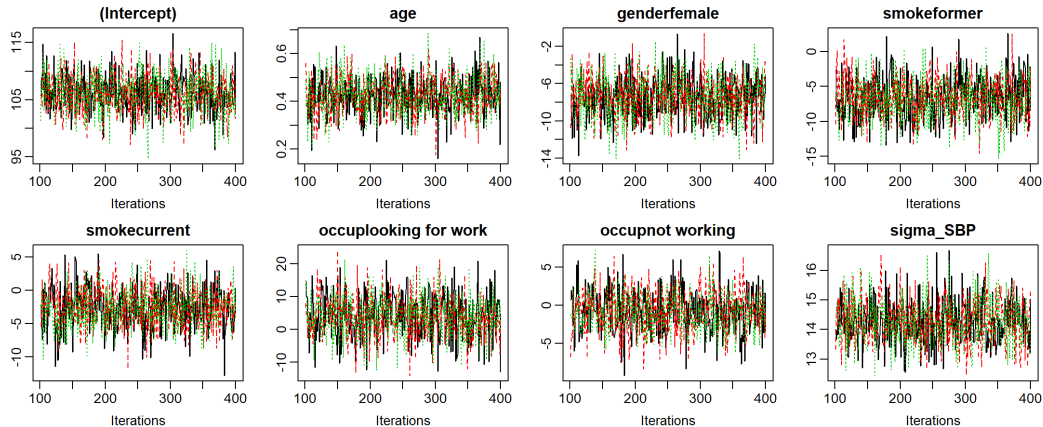 (Intercept)
115
105
95
100 200 300 400
Iterations
age
0.6
0.4
0.2
100 200 300 400
Iterations
genderfemale
-2
-6
-10
-14
100 200 300 400
Iterations
smokeformer
0
-5
-10
-15
100 200 300 400
Iterations
smokecurrent
5
0
-5
-10
100 200 300 400
Iterations
occuplooking for work
20
10
0
-10
100 200 300 400
Iterations
occupnot working
5
0
-5
100 200 300 400
Iterations
sigma_SBP
16
15
14
13
100 200 300 400
Iterations